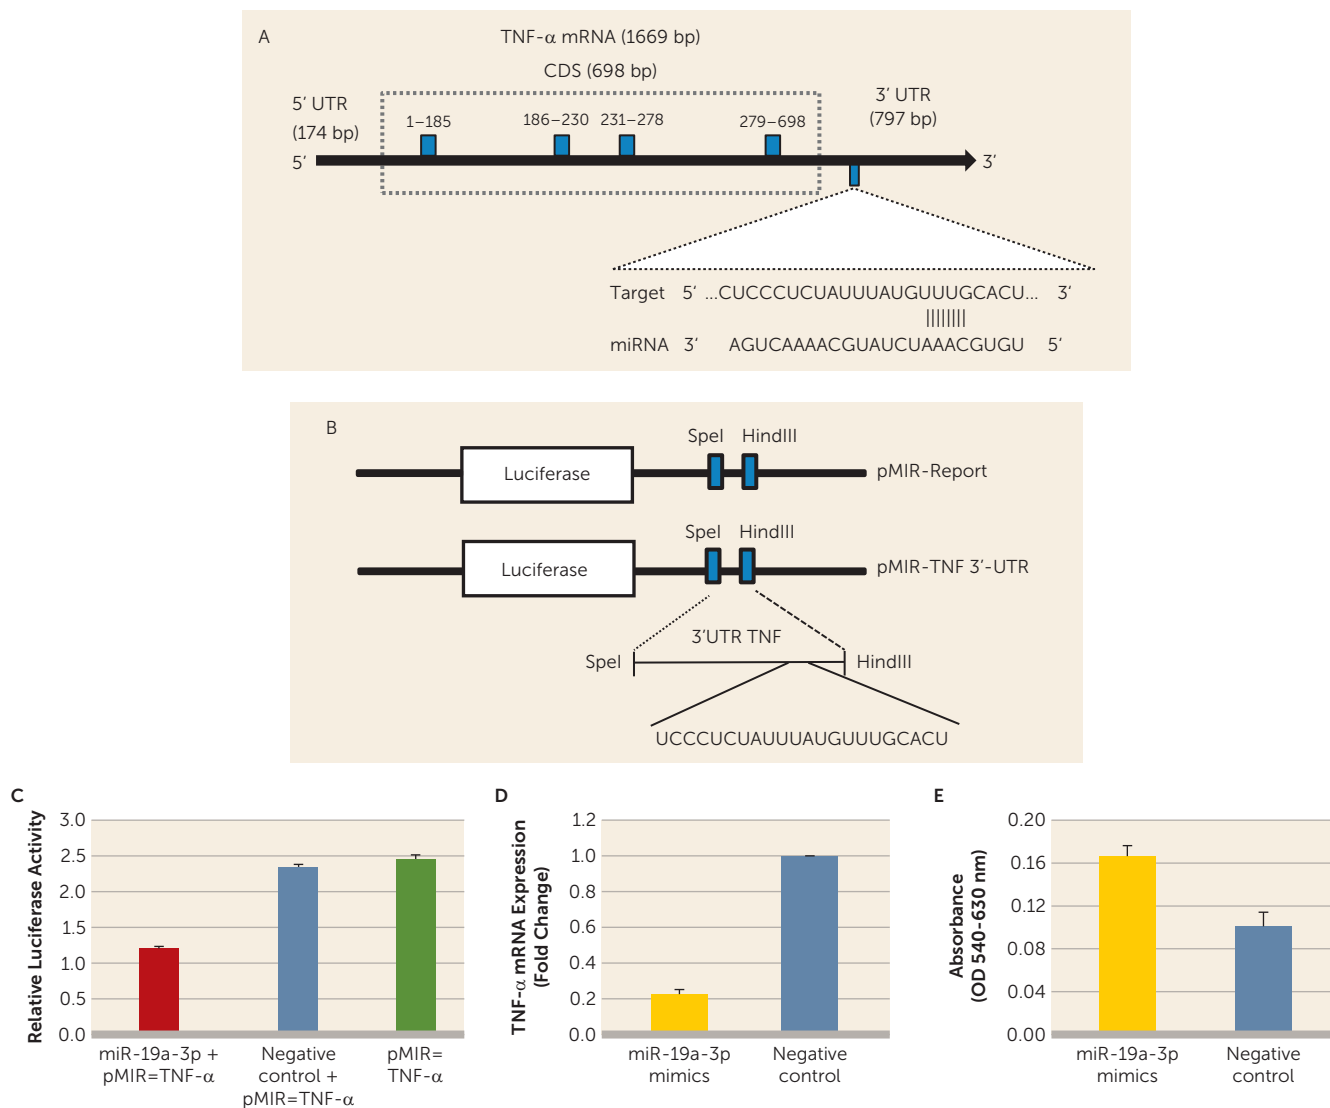 A
TNF-α mRNA (1669 bp)
CDS (698 bp)
5′ UTR
(174 bp)
3′ UTR
(797 bp)
1–185
186–230
231–278
279–698
5′
3′
Target 5′ ...CUCCCUCUAUUUAUGUUUGCACU... 3′
||||||||
miRNA 3′ AGUCAAAACGUAUCUAAACGUGU 5′
B
SpeI HindIII
Luciferase
pMIR-Report
SpeI HindIII
Luciferase
pMIR-TNF 3′-UTR
3′UTR TNF
SpeI
HindIII
UCCCUCUAUUUAUGUUUGCACU
C
Relative Luciferase Activity
3.0
2.5
2.0
1.5
1.0
0.5
0.0
miR-19a-3p +
pMIR=TNF-α
Negative
control +
pMIR=TNF-α
pMIR=
TNF-α
D
TNF-α mRNA Expression
(Fold Change)
1.2
1.0
0.8
0.6
0.4
0.2
0.0
miR-19a-3p
mimics
Negative
control
E
Absorbance
(OD 540-630 nm)
0.20
0.16
0.12
0.08
0.04
0.00
miR-19a-3p
mimics
Negative
control